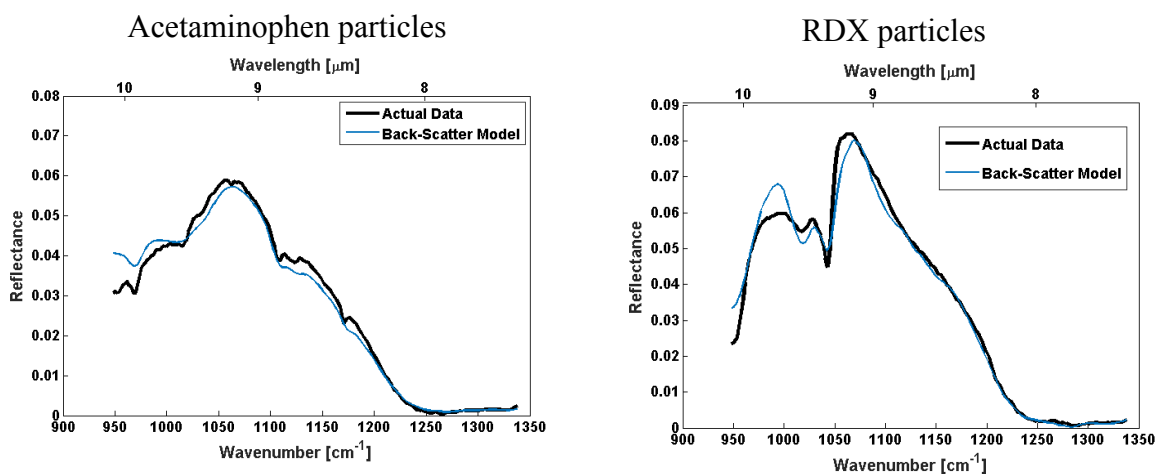 Acetaminophen particles
Wavelength [μm]
10 9 8
0.08
0.07
0.06
0.05
0.04
0.03
0.02
0.01
0
Reflectance
Actual Data
Back-Scatter Model
900 950 1000 1050 1100 1150 1200 1250 1300 1350
Wavenumber [cm⁻¹]
RDX particles
Wavelength [μm]
10 9 8
0.09
0.08
0.07
0.06
0.05
0.04
0.03
0.02
0.01
0
Reflectance
Actual Data
Back-Scatter Model
900 950 1000 1050 1100 1150 1200 1250 1300 1350
Wavenumber [cm⁻¹]